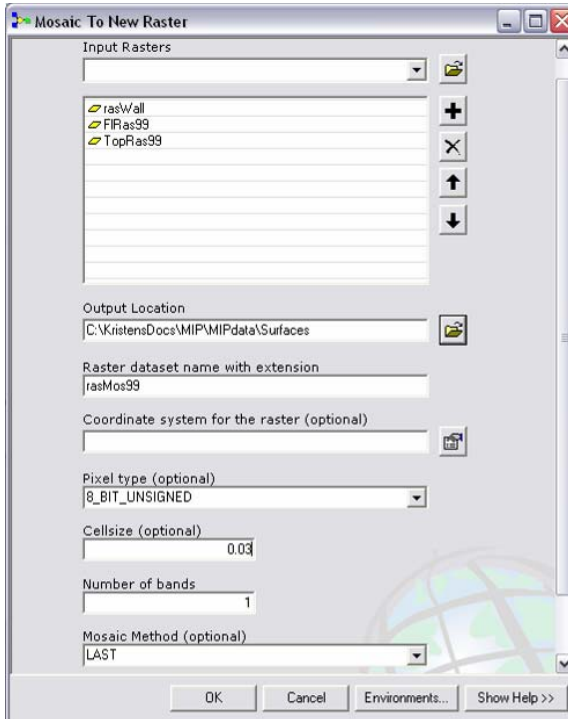 Mosaic To New Raster
Input Rasters
rasWall
FlRas99
TopRas99
Output Location
C:\KristensDocs\MIP\MIPdata\Surfaces
Raster dataset name with extension
rasMos99
Coordinate system for the raster (optional)
Pixel type (optional)
8_BIT_UNSIGNED
Cellsize (optional)
0.03
Number of bands
1
Mosaic Method (optional)
LAST
OK
Cancel
Environments...
Show Help >>